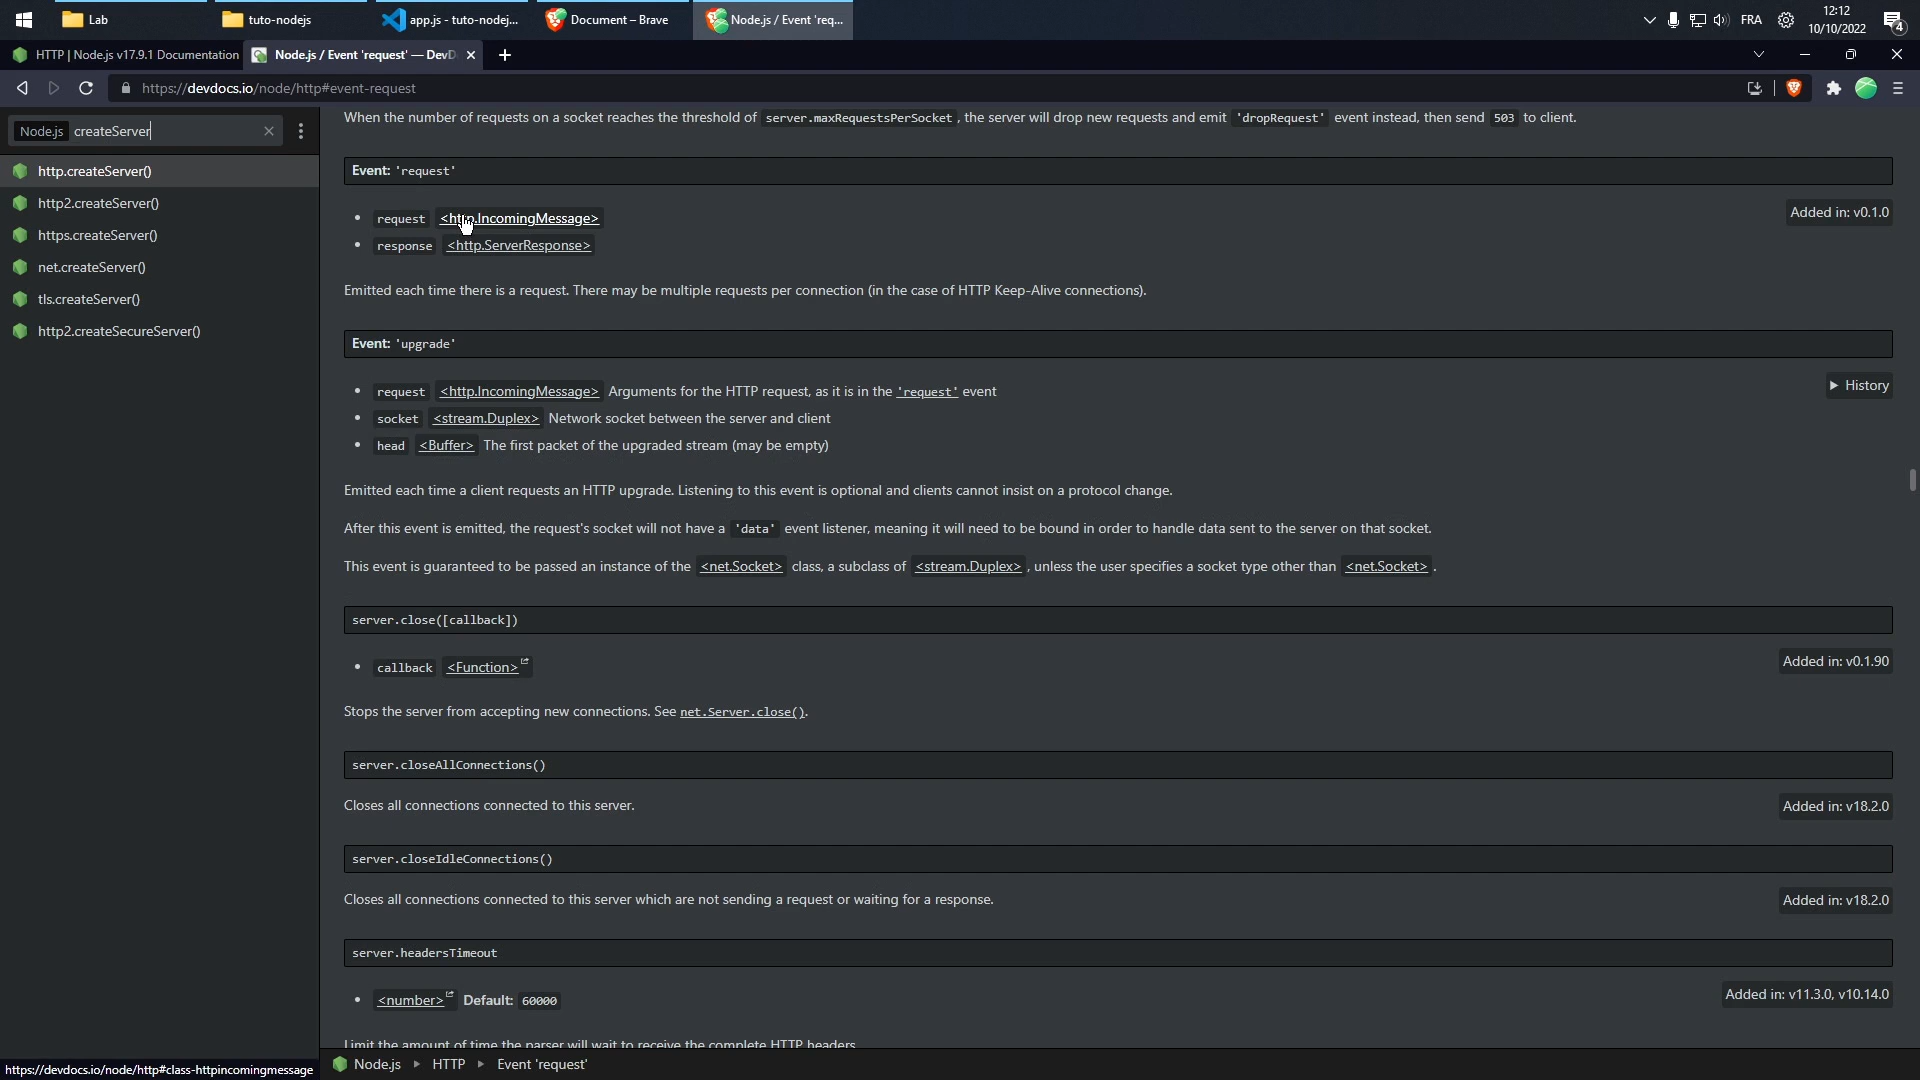 Lab
tuto-nodejs
app.js - tuto-nodej...
Document - Brave
Node.js / Event 'req...
FRA
12:12
10/10/2022
4
HTTP | Node.js v17.9.1 Documentation
Node.js / Event 'request' — DevD
https://devdocs.io/node/http#event-request
Node.js createServer
http.createServer()
http2.createServer()
https.createServer()
net.createServer()
tls.createServer()
http2.createSecureServer()
When the number of requests on a socket reaches the threshold of server.maxRequestsPerSocket , the server will drop new requests and emit 'dropRequest' event instead, then send 503 to client.
Event: 'request'
Added in: v0.1.0
• request <http.IncomingMessage>
• response <http.ServerResponse>
Emitted each time there is a request. There may be multiple requests per connection (in the case of HTTP Keep-Alive connections).
Event: 'upgrade'
History
• request <http.IncomingMessage> Arguments for the HTTP request, as it is in the 'request' event
• socket <stream.Duplex> Network socket between the server and client
• head <Buffer> The first packet of the upgraded stream (may be empty)
Emitted each time a client requests an HTTP upgrade. Listening to this event is optional and clients cannot insist on a protocol change.
After this event is emitted, the request's socket will not have a 'data' event listener, meaning it will need to be bound in order to handle data sent to the server on that socket.
This event is guaranteed to be passed an instance of the <net.Socket> class, a subclass of <stream.Duplex> , unless the user specifies a socket type other than <net.Socket> .
server.close([callback])
Added in: v0.1.90
• callback <Function>
Stops the server from accepting new connections. See net.Server.close().
server.closeAllConnections()
Closes all connections connected to this server.
Added in: v18.2.0
server.closeIdleConnections()
Closes all connections connected to this server which are not sending a request or waiting for a response.
Added in: v18.2.0
server.headersTimeout
Added in: v11.3.0, v10.14.0
• <number> Default: 60000
Limit the amount of time the parser will wait to receive the complete HTTP headers
Node.js HTTP Event 'request'
https://devdocs.io/node/http#class-httpincomingmessage